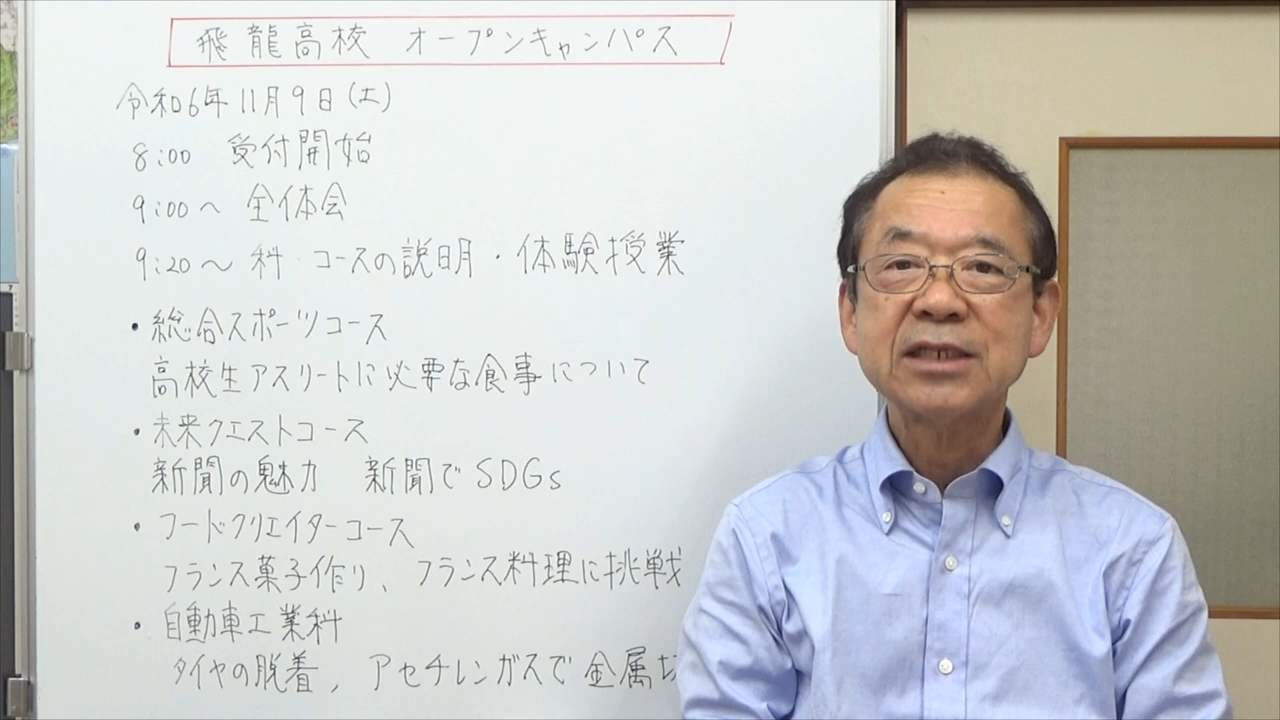 飛龍高校 オープンキャンパス
令和6年11月9日(土)
8:00 受付開始
9:00〜 全体会
9:20〜 科・コースの説明・体験授業
・総合スポーツコース
高校生アスリートに必要な食事について
・未来クエストコース
新聞の魅力 新聞でSDGs
・フードクリエイターコース
フランス菓子作り、フランス料理に挑戦
・自動車工業科
タイヤの脱着, アセチレンガスで金属